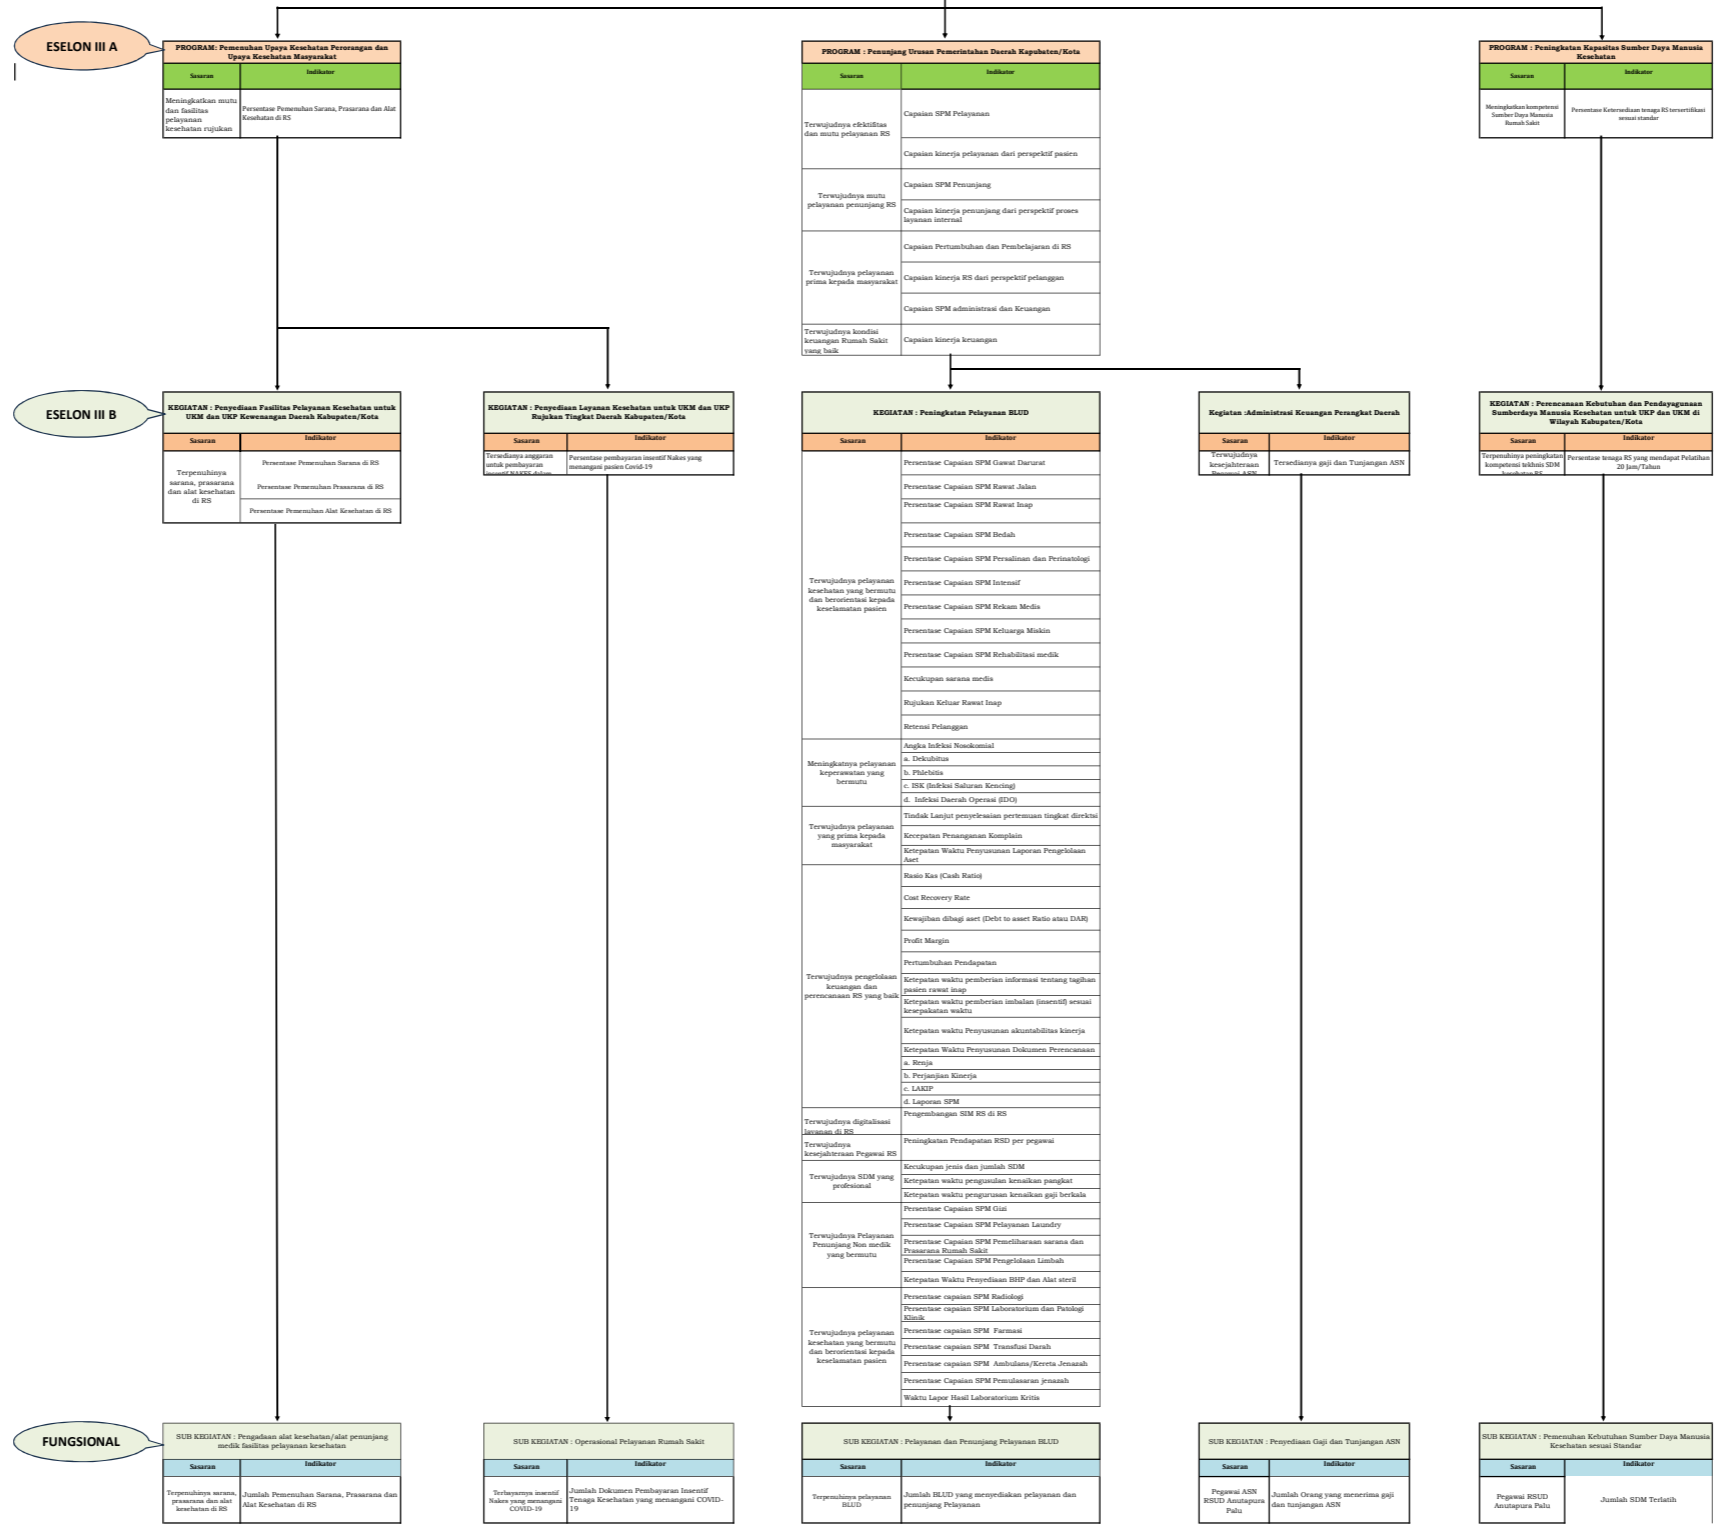 ESELON III A
PROGRAM: Pemenuhan Upaya Kesehatan Perorangan dan
Upaya Kesehatan Masyarakat
Sasaran
Indikator
Meningkatkan mutu
dan fasilitas
pelayanan
kesehatan rujukan
Persentase Pemenuhan Sarana, Prasarana dan Alat
Kesehatan di RS
PROGRAM : Penunjang Urusan Pemerintahan Daerah Kapubaten/Kota
Sasaran
Indikator
Terwujudnya efektifitas
dan mutu pelayanan RS
Capaian SPM Pelayanan
Capaian kinerja pelayanan dari perspektif pasien
Terwujudnya mutu
pelayanan penunjang RS
Capaian SPM Penunjang
Capaian kinerja penunjang dari perspektif proses
layanan internal
Terwujudnya pelayanan
prima kepada masyarakat
Capaian Pertumbuhan dan Pembelajaran di RS
Capaian kinerja RS dari perspektif pelanggan
Capaian SPM administrasi dan Keuangan
Terwujudnya kondisi
keuangan Rumah Sakit
yang baik
Capaian kinerja keuangan
PROGRAM : Peningkatan Kapasitas Sumber Daya Manusia
Kesehatan
Sasaran
Indikator
Meningkatkan kompetensi
Sumber Daya Manusia
Rumah Sakit
Persentase Ketersediaan tenaga RS tersertifikasi
sesuai standar
ESELON III B
KEGIATAN : Penyediaan Fasilitas Pelayanan Kesehatan untuk
UKM dan UKP Kewenangan Daerah Kabupaten/Kota
Sasaran
Indikator
Terpenuhinya
sarana, prasarana
dan alat kesehatan
di RS
Persentase Pemenuhan Sarana di RS
Persentase Pemenuhan Prasarana di RS
Persentase Pemenuhan Alat Kesehatan di RS
KEGIATAN : Penyediaan Layanan Kesehatan untuk UKM dan UKP
Rujukan Tingkat Daerah Kabupaten/Kota
Sasaran
Indikator
Tersedianya anggaran
untuk pembayaran
insentif NAKES dalam
Persentase pembayaran insentif Nakes yang
menangani pasien Covid-19
KEGIATAN : Peningkatan Pelayanan BLUD
Sasaran
Indikator
Terwujudnya pelayanan
kesehatan yang bermutu
dan berorientasi kepada
keselamatan pasien
Persentase Capaian SPM Gawat Darurat
Persentase Capaian SPM Rawat Jalan
Persentase Capaian SPM Rawat Inap
Persentase Capaian SPM Bedah
Persentase Capaian SPM Persalinan dan Perinatologi
Persentase Capaian SPM Intensif
Persentase Capaian SPM Rekam Medis
Persentase Capaian SPM Keluarga Miskin
Persentase Capaian SPM Rehabilitasi medik
Kecukupan sarana medis
Rujukan Keluar Rawat Inap
Retensi Pelanggan
Meningkatnya pelayanan
keperawatan yang
bermutu
Angka Infeksi Nosokomial
a. Dekubitus
b. Phlebitis
c. ISK (Infeksi Saluran Kencing)
d. Infeksi Daerah Operasi (IDO)
Terwujudnya pelayanan
yang prima kepada
masyarakat
Tindak Lanjut penyelesaian pertemuan tingkat direktsi
Kecepatan Penanganan Komplain
Ketepatan Waktu Penyusunan Laporan Pengelolaan
Aset
Terwujudnya pengelolaan
keuangan dan
perencanaan RS yang baik
Rasio Kas (Cash Ratio)
Cost Recovery Rate
Kewajiban dibagi aset (Debt to asset Ratio atau DAR)
Profit Margin
Pertumbuhan Pendapatan
Ketepatan waktu pemberian informasi tentang tagihan
pasien rawat inap
Ketepatan waktu pemberian imbalan (insentif) sesuai
kesepakatan waktu
Ketepatan waktu Penyusunan akuntabilitas kinerja
Ketepatan Waktu Penyusunan Dokumen Perencanaan
a. Renja
b. Perjanjian Kinerja
c. LAKIP
d. Laporan SPM
Terwujudnya digitalisasi
layanan di RS
Pengembangan SIM RS di RS
Terwujudnya
kesejahteraan Pegawai RS
Peningkatan Pendapatan RSD per pegawai
Terwujudnya SDM yang
profesional
Kecukupan jenis dan jumlah SDM
Ketepatan waktu pengusulan kenaikan pangkat
Ketepatan waktu pengurusan kenaikan gaji berkala
Terwujudnya Pelayanan
Penunjang Non medik
yang bermutu
Persentase Capaian SPM Gizi
Persentase Capaian SPM Pelayanan Laundry
Persentase Capaian SPM Pemeliharaan sarana dan
Prasarana Rumah Sakit
Persentase Capaian SPM Pengelolaan Limbah
Ketepatan Waktu Penyediaan BHP dan Alat steril
Terwujudnya pelayanan
kesehatan yang bermutu
dan berorientasi kepada
keselamatan pasien
Persentase capaian SPM Radiologi
Persentase capaian SPM Laboratorium dan Patologi
Klinik
Persentase capaian SPM Farmasi
Persentase capaian SPM Transfusi Darah
Persentase capaian SPM Ambulans/Kereta Jenazah
Persentase Capaian SPM Pemulasaran jenazah
Waktu Lapor Hasil Laboratorium Kritis
Kegiatan :Administrasi Keuangan Perangkat Daerah
Sasaran
Indikator
Terwujudnya
kesejahteraan
Pegawai ASN
Tersedianya gaji dan Tunjangan ASN
KEGIATAN : Perencanaan Kebutuhan dan Pendayagunaan
Sumberdaya Manusia Kesehatan untuk UKP dan UKM di
Wilayah Kabupaten/Kota
Sasaran
Indikator
Terpenuhinya peningkatan
kompetensi tekhnis SDM
kesehatan RS
Persentase tenaga RS yang mendapat Pelatihan
20 Jam/Tahun
FUNGSIONAL
SUB KEGIATAN : Pengadaan alat kesehatan/alat penunjang
medik fasilitas pelayanan kesehatan
Sasaran
Indikator
Terpenuhinya sarana,
prasarana dan alat
kesehatan di RS
Jumlah Pemenuhan Sarana, Prasarana dan
Alat Kesehatan di RS
SUB KEGIATAN : Operasional Pelayanan Rumah Sakit
Sasaran
Indikator
Terbayarnya insentif
Nakes yang menangani
COVID-19
Jumlah Dokumen Pembayaran Insentif
Tenaga Kesehatan yang menangani COVID-
19
SUB KEGIATAN : Pelayanan dan Penunjang Pelayanan BLUD
Sasaran
Indikator
Terpenuhinya pelayanan
BLUD
Jumlah BLUD yang menyediakan pelayanan dan
penunjang Pelayanan
SUB KEGIATAN : Penyediaan Gaji dan Tunjangan ASN
Sasaran
Indikator
Pegawai ASN
RSUD Anutapura
Palu
Jumlah Orang yang menerima gaji
dan tunjangan ASN
SUB KEGIATAN : Pemenuhan Kebutuhan Sumber Daya Manusia
Kesehatan sesuai Standar
Sasaran
Indikator
Pegawai RSUD
Anutapura Palu
Jumlah SDM Terlatih